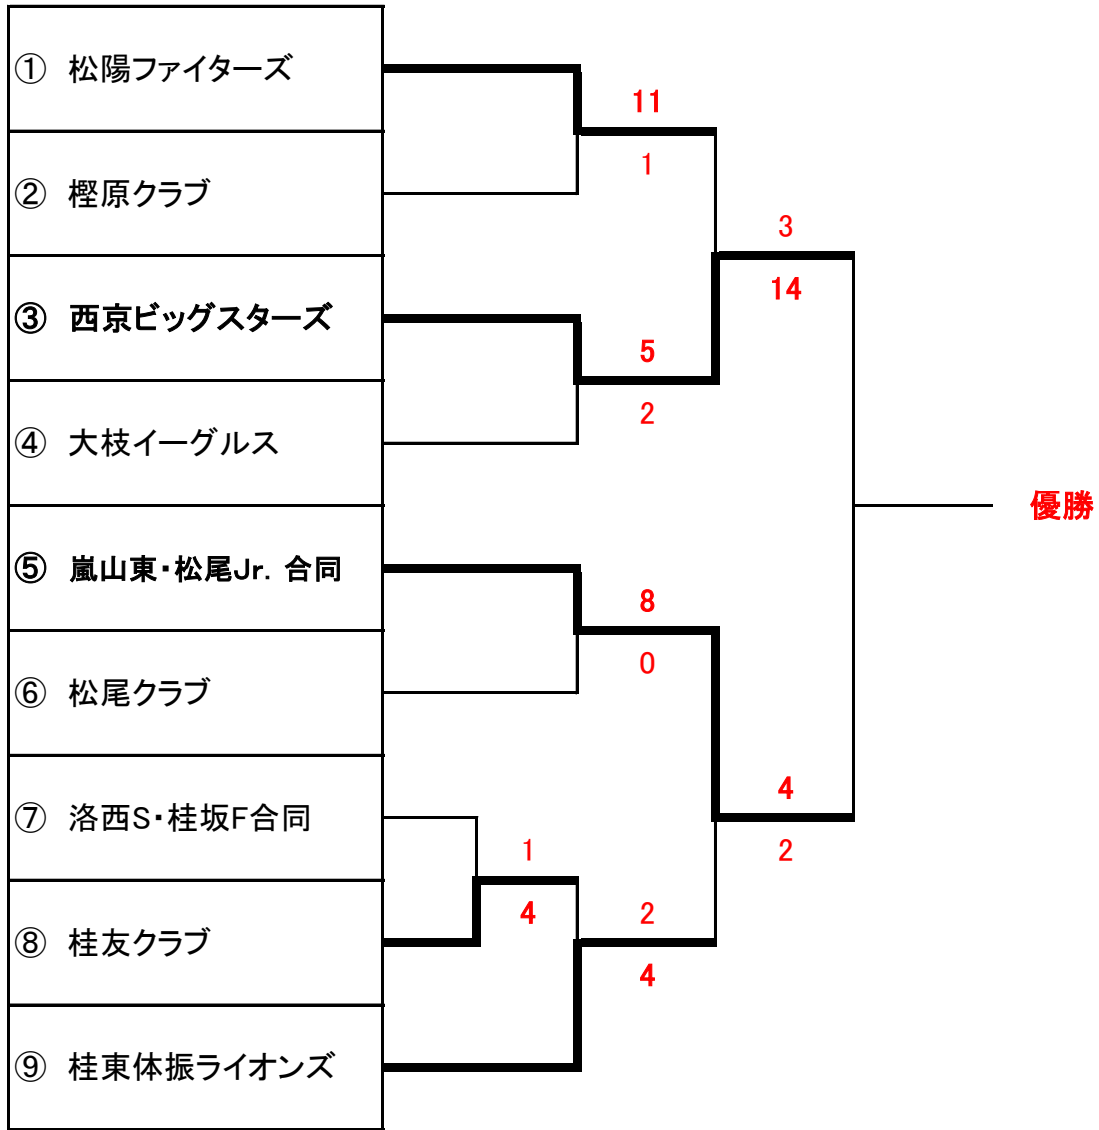 ① 松陽ファイターズ
11
1
② 樫原クラブ
3
14
③ 西京ビッグスターズ
5
2
④ 大枝イーグルス
優勝
⑤ 嵐山東・松尾Jr. 合同
8
0
⑥ 松尾クラブ
4
2
⑦ 洛西S・桂坂F合同
1
4
⑧ 桂友クラブ
2
4
⑨ 桂東体振ライオンズ